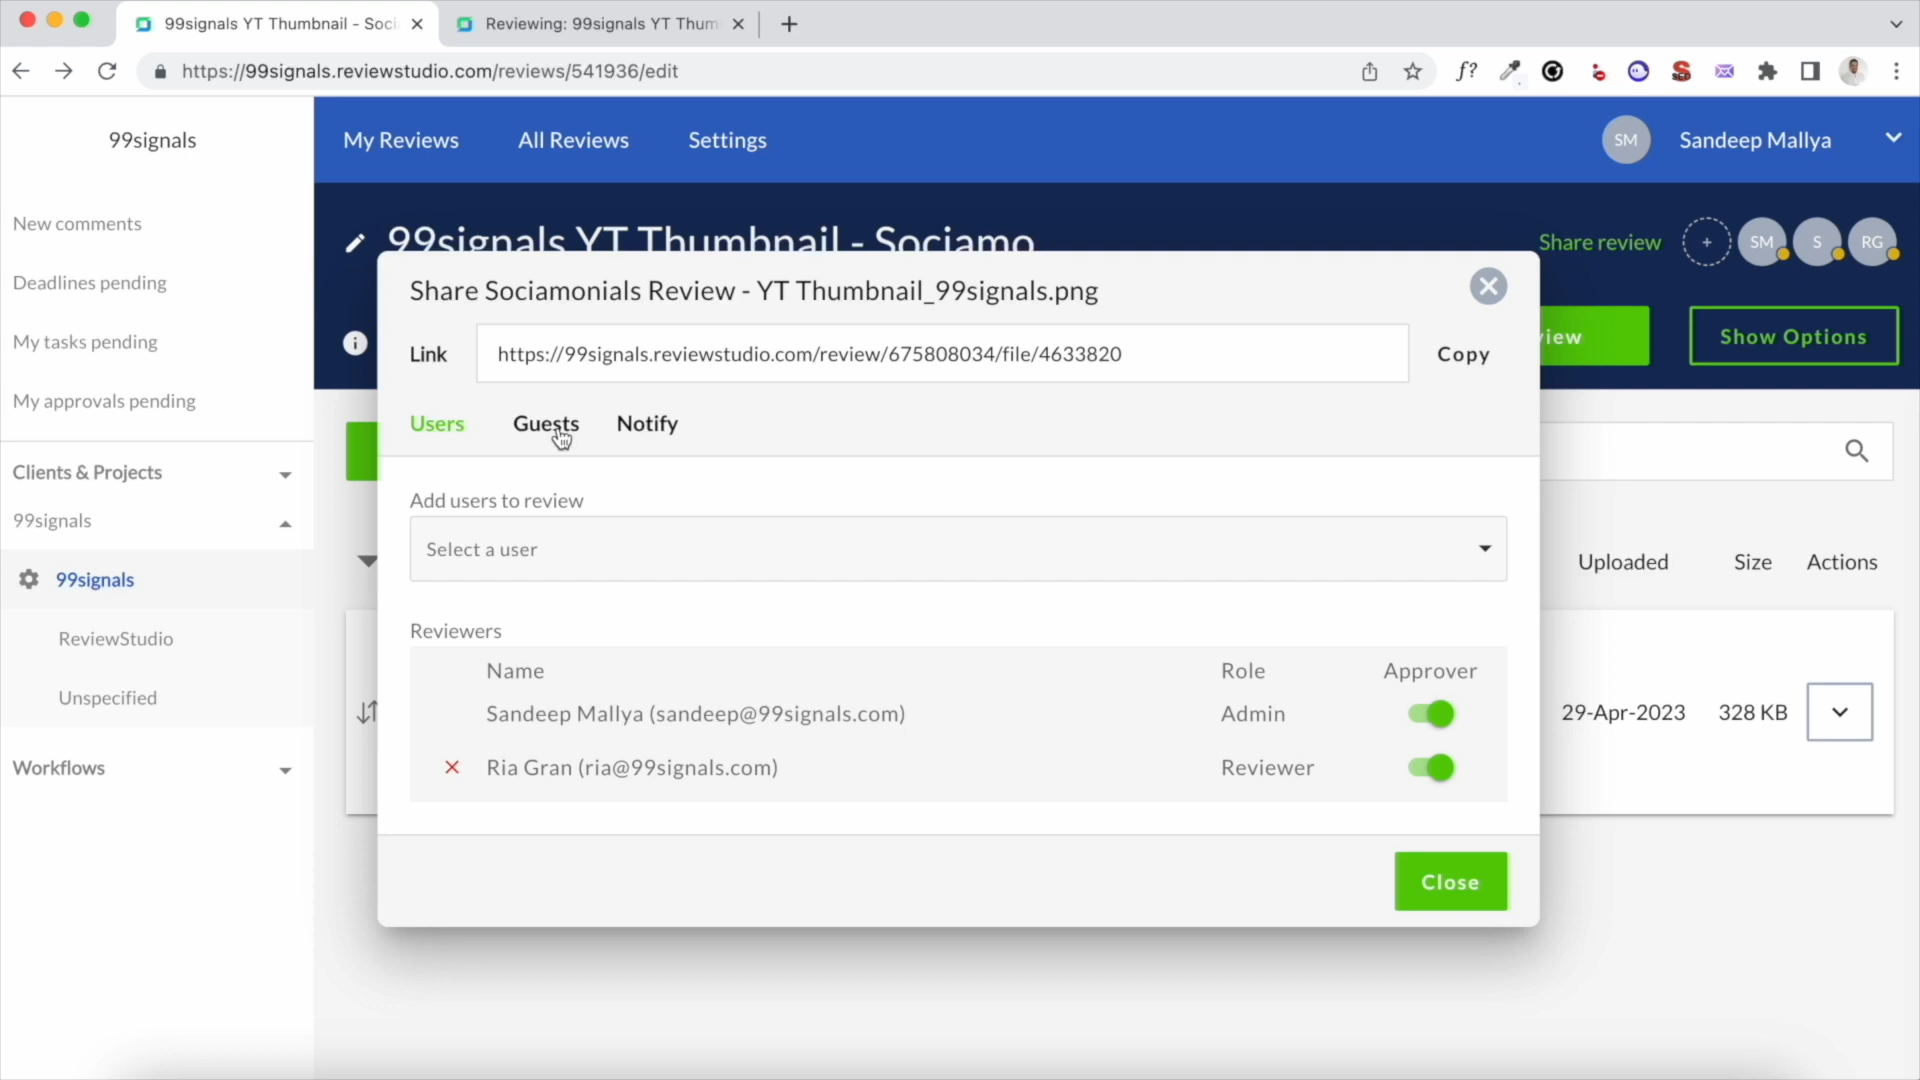 99signals YT Thumbnail - Soci
Reviewing: 99signals YT Thum
https://99signals.reviewstudio.com/reviews/541936/edit
f?
99signals
My Reviews
All Reviews
Settings
SM
Sandeep Mallya
New comments
Deadlines pending
My tasks pending
My approvals pending
Clients & Projects
99signals
99signals
ReviewStudio
Unspecified
Workflows
99signals YT Thumbnail - Sociamo
Share review
+
SM
S
RG
iew
Show Options
Share Sociamonials Review - YT Thumbnail_99signals.png
Link
https://99signals.reviewstudio.com/review/675808034/file/4633820
Copy
Users
Guests
Notify
Add users to review
Select a user
Reviewers
Name
Role
Approver
Sandeep Mallya (sandeep@99signals.com)
Admin
Ria Gran (ria@99signals.com)
Reviewer
Close
Uploaded
Size
Actions
29-Apr-2023
328 KB